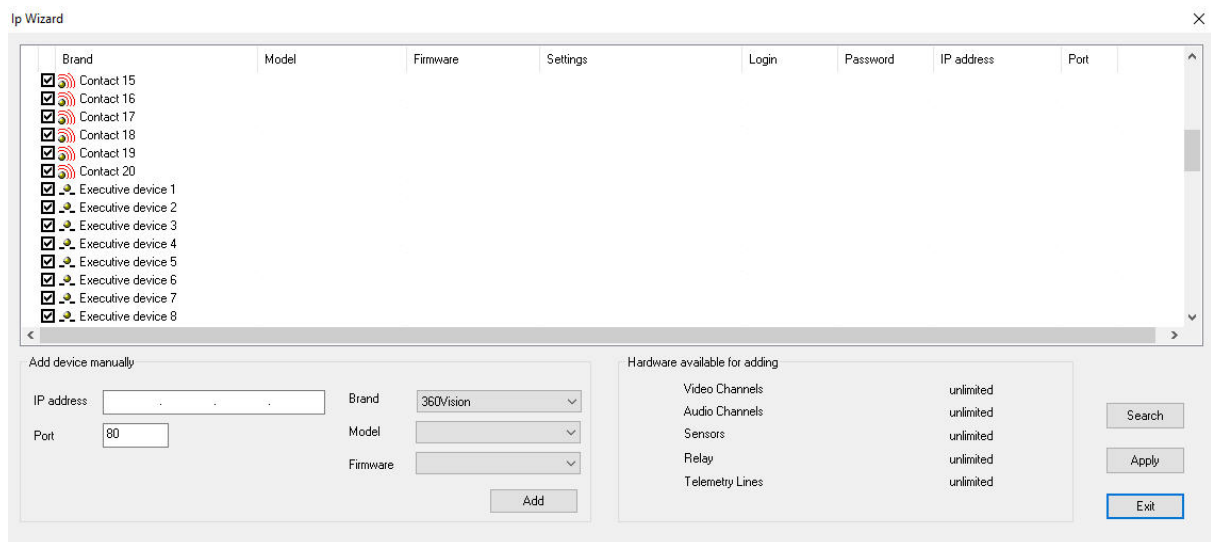 Ip Wizard
Brand Model Firmware Settings Login Password IP address Port
Contact 15
Contact 16
Contact 17
Contact 18
Contact 19
Contact 20
Executive device 1
Executive device 2
Executive device 3
Executive device 4
Executive device 5
Executive device 6
Executive device 7
Executive device 8
Add device manually
IP address . . .
Port 80
Brand 360Vision
Model
Firmware
Add
Hardware available for adding
Video Channels unlimited
Audio Channels unlimited
Sensors unlimited
Relay unlimited
Telemetry Lines unlimited
Search
Apply
Exit